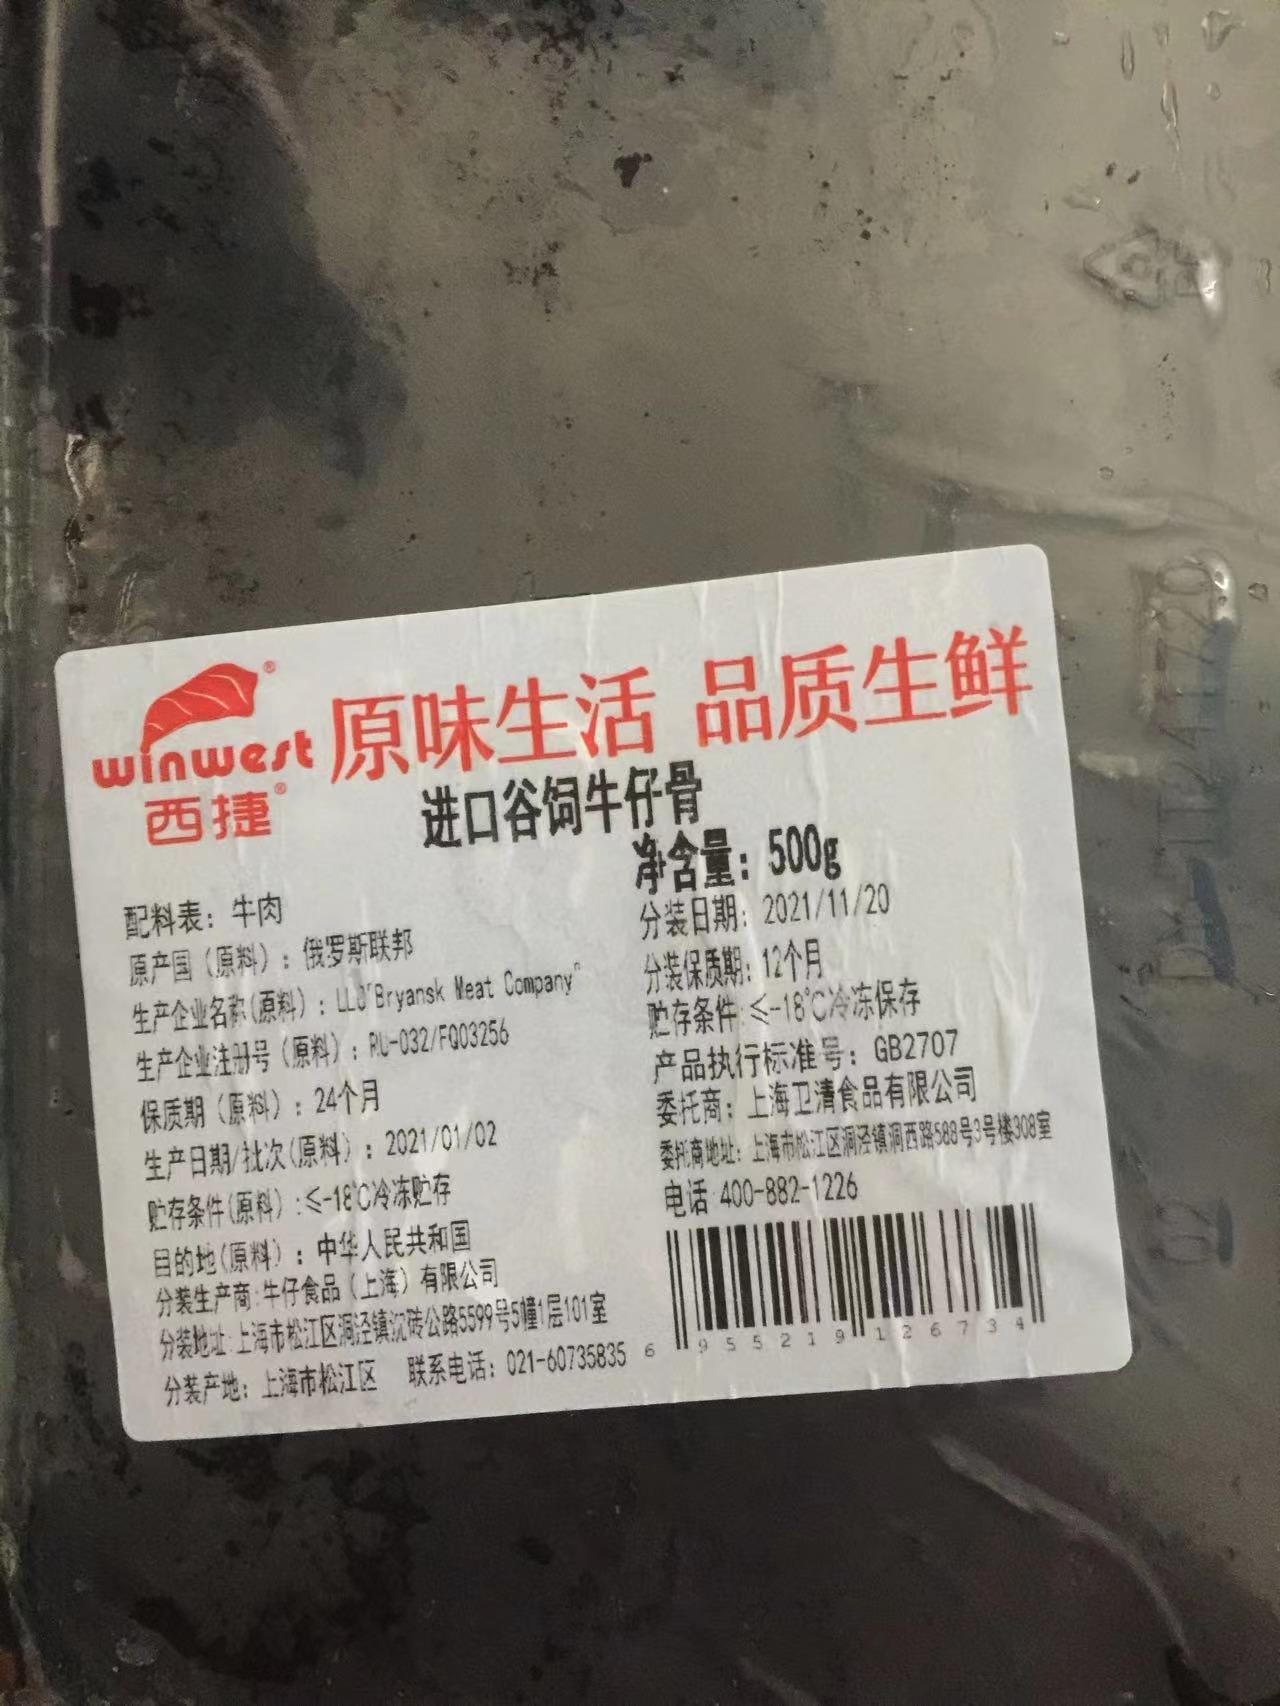 winwest®
西捷®
原味生活 品质生鲜
进口谷饲牛仔骨
净含量：500g
配料表：牛肉
原产国（原料）：俄罗斯联邦
生产企业名称(原料)：LLC"Bryansk Meat Company"
生产企业注册号（原料）：RU-032/FQ03256
保质期（原料）：24个月
生产日期/批次(原料）：2021/01/02
贮存条件(原料）:≤-18℃冷冻贮存
目的地(原料）：中华人民共和国
分装生产商:牛仔食品（上海）有限公司
分装地址:上海市松江区洞泾镇沈砖公路5599号5幢1层101室
分装产地：上海市松江区 联系电话：021-60735835
分装日期：2021/11/20
分装保质期：12个月
贮存条件:≤-18℃冷冻保存
产品执行标准号：GB2707
委托商：上海卫清食品有限公司
委托商地址：上海市松江区洞泾镇洞西路588号3号楼308室
电话:400-882-1226
6 955219 126734
PE
02